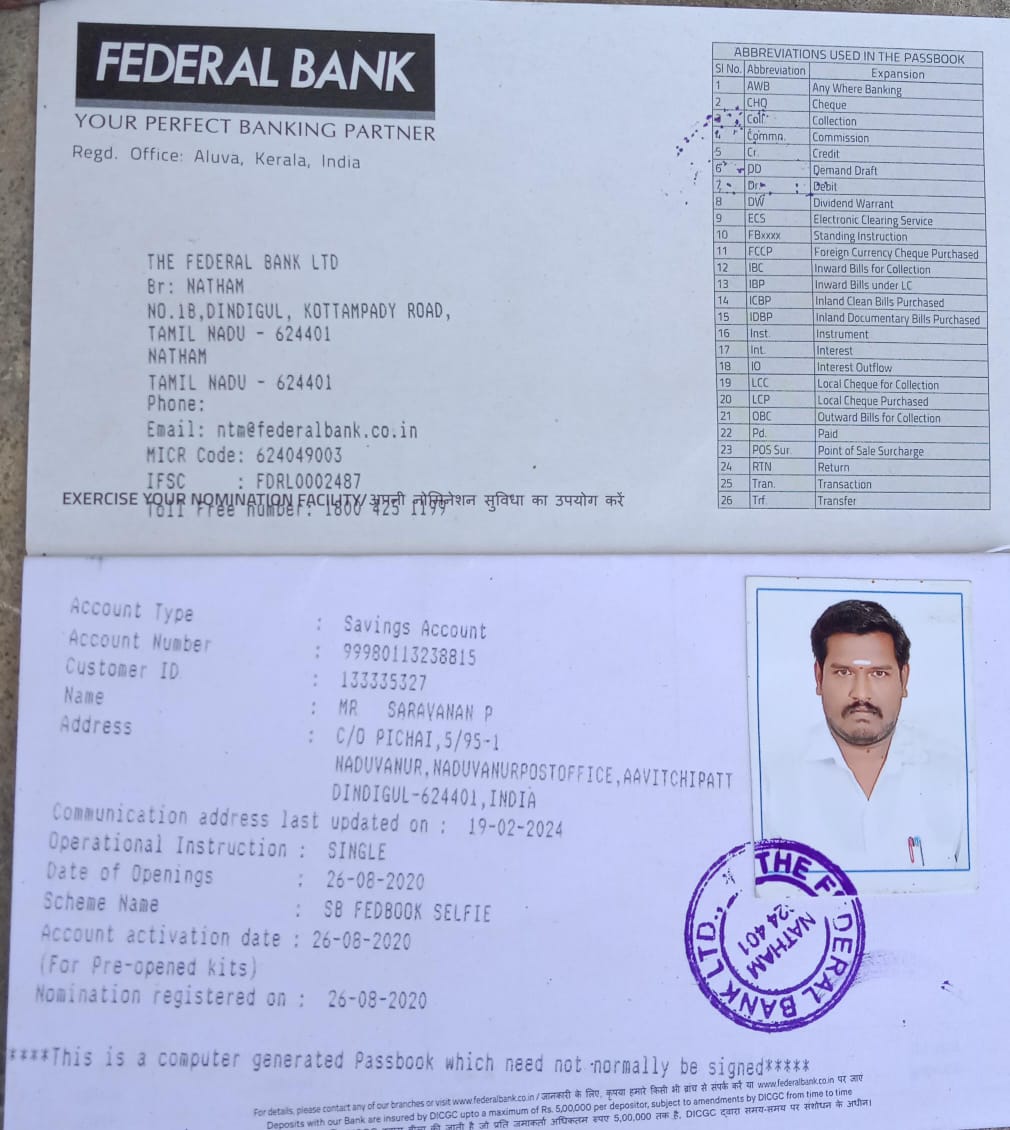 FEDERAL BANK
YOUR PERFECT BANKING PARTNER
Regd. Office: Aluva, Kerala, India
THE FEDERAL BANK LTD
Br: NATHAM
NO.1B,DINDIGUL, KOTTAMPADY ROAD,
TAMIL NADU - 624401
NATHAM
TAMIL NADU - 624401
Phone:
Email: ntm@federalbank.co.in
MICR Code: 624049003
IFSC : FDRL0002487
EXERCISE YOUR NOMINATION FACILITY/अपनी नोमिनेशन सुविधा का उपयोग करें
Toll Free number: 1800 425 1199
ABBREVIATIONS USED IN THE PASSBOOK
Sl No. Abbreviation Expansion
1 AWB Any Where Banking
2 CHQ Cheque
3 Coll Collection
4 Commn. Commission
5 Cr. Credit
6 DD Demand Draft
7 Dr. Debit
8 DW Dividend Warrant
9 ECS Electronic Clearing Service
10 FBxxxx Standing Instruction
11 FCCP Foreign Currency Cheque Purchased
12 IBC Inward Bills for Collection
13 IBP Inward Bills under LC
14 ICBP Inland Clean Bills Purchased
15 IDBP Inland Documentary Bills Purchased
16 Inst. Instrument
17 Int. Interest
18 IO Interest Outflow
19 LCC Local Cheque for Collection
20 LCP Local Cheque Purchased
21 OBC Outward Bills for Collection
22 Pd. Paid
23 POS Sur. Point of Sale Surcharge
24 RTN Return
25 Tran. Transaction
26 Trf. Transfer
Account Type : Savings Account
Account Number : 99980113238815
Customer ID : 133335327
Name : MR SARAVANAN P
Address : C/O PICHAI,5/95-1
NADUVANUR,NADUVANURPOSTOFFICE,AAVITCHIPATT
DINDIGUL-624401,INDIA
Communication address last updated on : 19-02-2024
Operational Instruction : SINGLE
Date of Openings : 26-08-2020
Scheme Name : SB FEDBOOK SELFIE
Account activation date : 26-08-2020
(For Pre-opened kits)
Nomination registered on : 26-08-2020
THE FEDERAL BANK LTD.,
NATHAM
24 401
****This is a computer generated Passbook which need not normally be signed*****
For details, please contact any of our branches or visit www.federalbank.co.in / जानकारी के लिए, कृपया हमारे किसी भी ब्रांच से संपर्क करें या www.federalbank.co.in पर जाएं
Deposits with our Bank are insured by DICGC upto a maximum of Rs. 5,00,000 per depositor, subject to amendments by DICGC from time to time
की जाती है जो प्रति जमाकर्ता अधिकतम रुपए 5,00,000 तक है, DICGC द्वारा समय-समय पर संशोधन के अधीन।